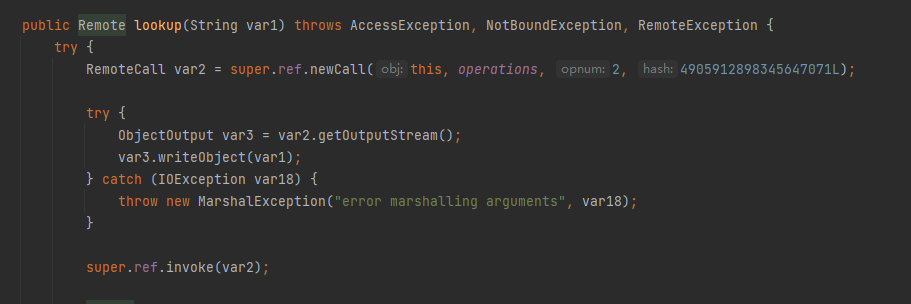 public Remote lookup(String var1) throws AccessException, NotBoundException, RemoteException {
try {
RemoteCall var2 = super.ref.newCall( obj: this, operations, opnum: 2, hash: 4905912898345647071L);
try {
ObjectOutput var3 = var2.getOutputStream();
var3.writeObject(var1);
} catch (IOException var18) {
throw new MarshalException("error marshalling arguments", var18);
}
super.ref.invoke(var2);